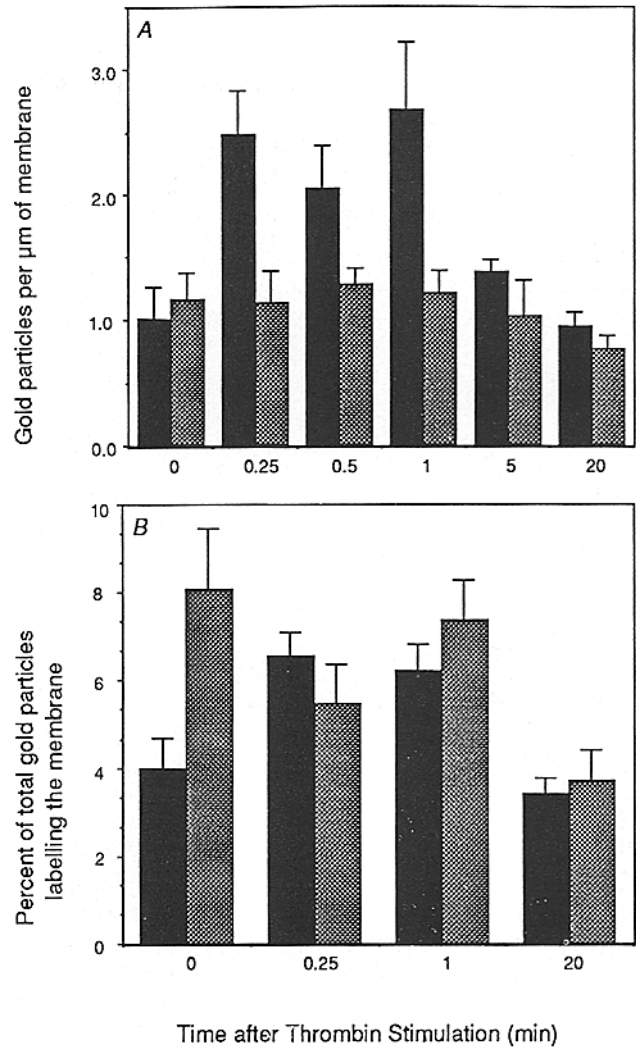 A
Gold particles per µm of membrane
3.0
2.0
1.0
0.0
0 0.25 0.5 1 5 20
B
Percent of total gold particles
labelling the membrane
10
8
6
4
2
0
0 0.25 1 20
Time after Thrombin Stimulation (min)